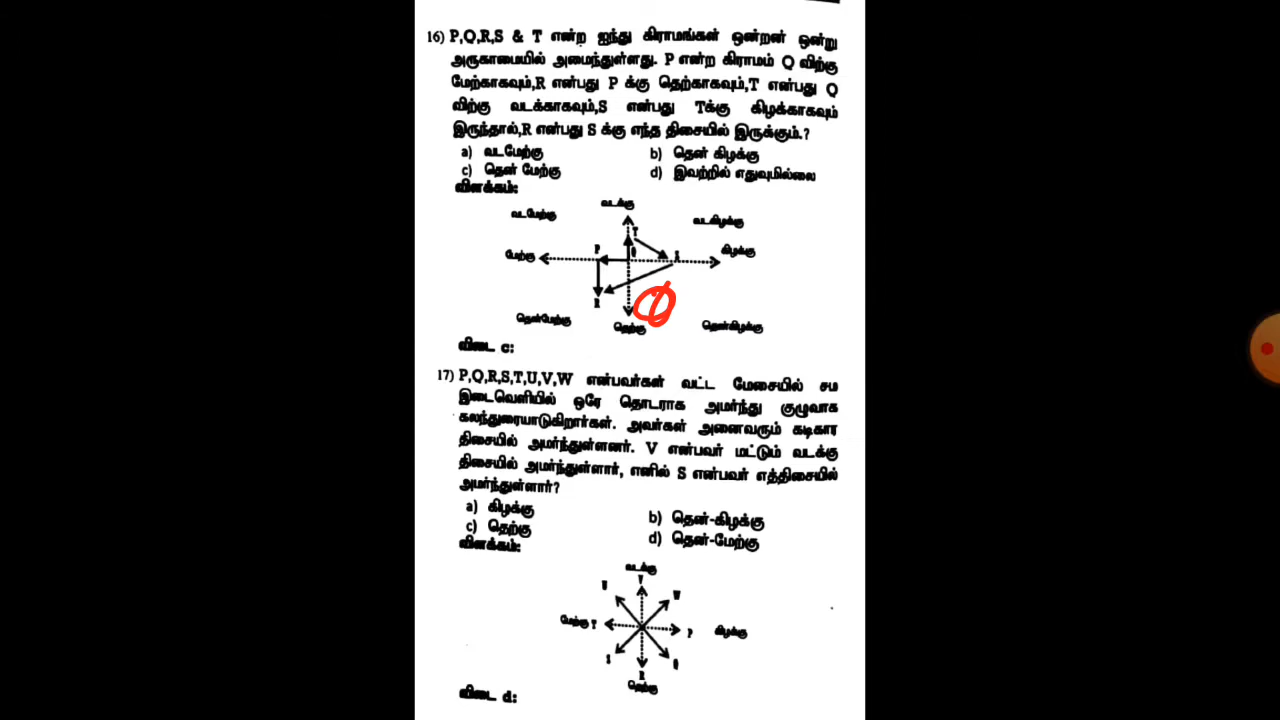 16) P,Q,R,S & T என்ற ஐந்து கிராமங்கள் ஒன்றன் ஒன்று
அருகாமையில் அமைந்துள்ளது. P என்ற கிராமம் Q விற்கு
மேற்காகவும்,R என்பது P க்கு தெற்காகவும்,T என்பது Q
விற்கு வடக்காகவும்,S என்பது Tக்கு கிழக்காகவும்
இருந்தால்,R என்பது S க்கு எந்த திசையில் இருக்கும்.?
a) வடமேற்கு b) தென் கிழக்கு
c) தென் மேற்கு d) இவற்றில் எதுவுமில்லை
விளக்கம்:
வடக்கு
வடமேற்கு வடகிழக்கு
T
மேற்கு P Q கிழக்கு
R
தென்மேற்கு தெற்கு தென்கிழக்கு
விடை c:
17) P,Q,R,S,T,U,V,W என்பவர்கள் வட்ட மேசையில் சம
இடைவெளியில் ஒரே தொடராக அமர்ந்து குழுவாக
கலந்துரையாடுகிறார்கள். அவர்கள் அனைவரும் கடிகார
திசையில் அமர்ந்துள்ளனர். V என்பவர் மட்டும் வடக்கு
திசையில் அமர்ந்துள்ளார், எனில் S என்பவர் எத்திசையில்
அமர்ந்துள்ளார்?
a) கிழக்கு b) தென்-கிழக்கு
c) தெற்கு d) தென்-மேற்கு
விளக்கம்:
வடக்கு
V
U W
மேற்கு T P கிழக்கு
S Q
R
தெற்கு
விடை d: